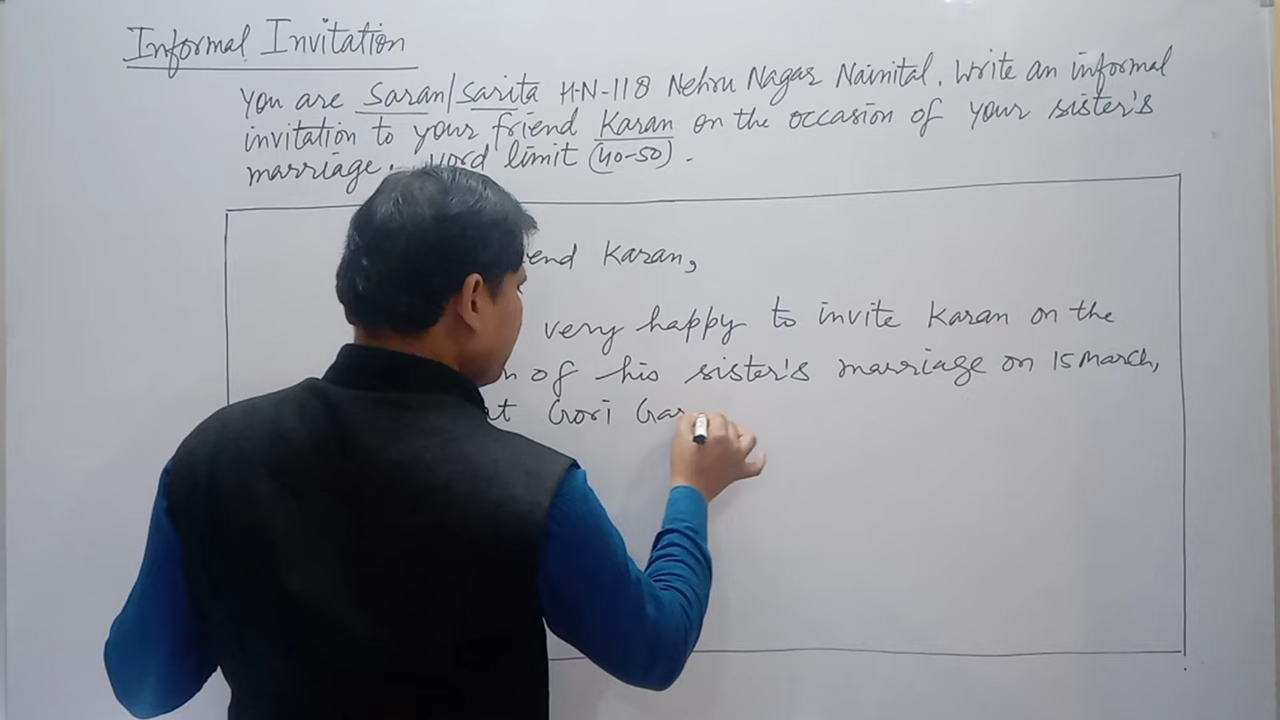 Informal Invitation
You are Saran/Sarita H.N-118 Nehru Nagar Nainital. Write an informal
invitation to your friend Karan on the occasion of your sister's
marriage. word limit (40-50).
end Karan,
very happy to invite Karan on the
n of his sister's marriage on 15 March,
at Gori Gar